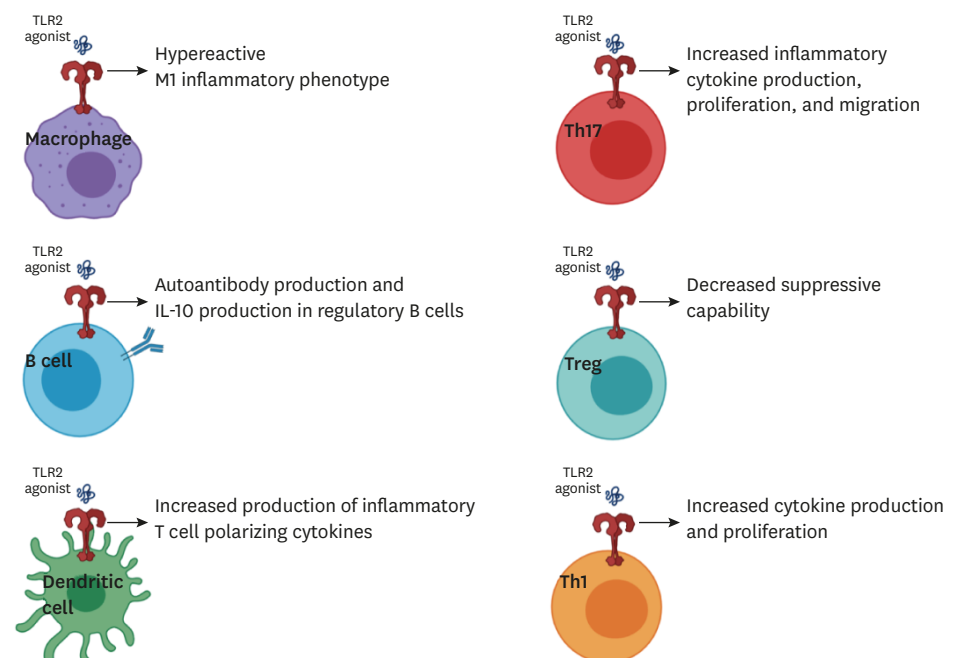 TLR2
agonist
Hypereactive
M1 inflammatory phenotype
Macrophage
TLR2
agonist
Increased inflammatory
cytokine production,
proliferation, and migration
Th17
TLR2
agonist
Autoantibody production and
IL-10 production in regulatory B cells
B cell
TLR2
agonist
Decreased suppressive
capability
Treg
TLR2
agonist
Increased production of inflammatory
T cell polarizing cytokines
Dendritic
cell
TLR2
agonist
Increased cytokine production
and proliferation
Th1